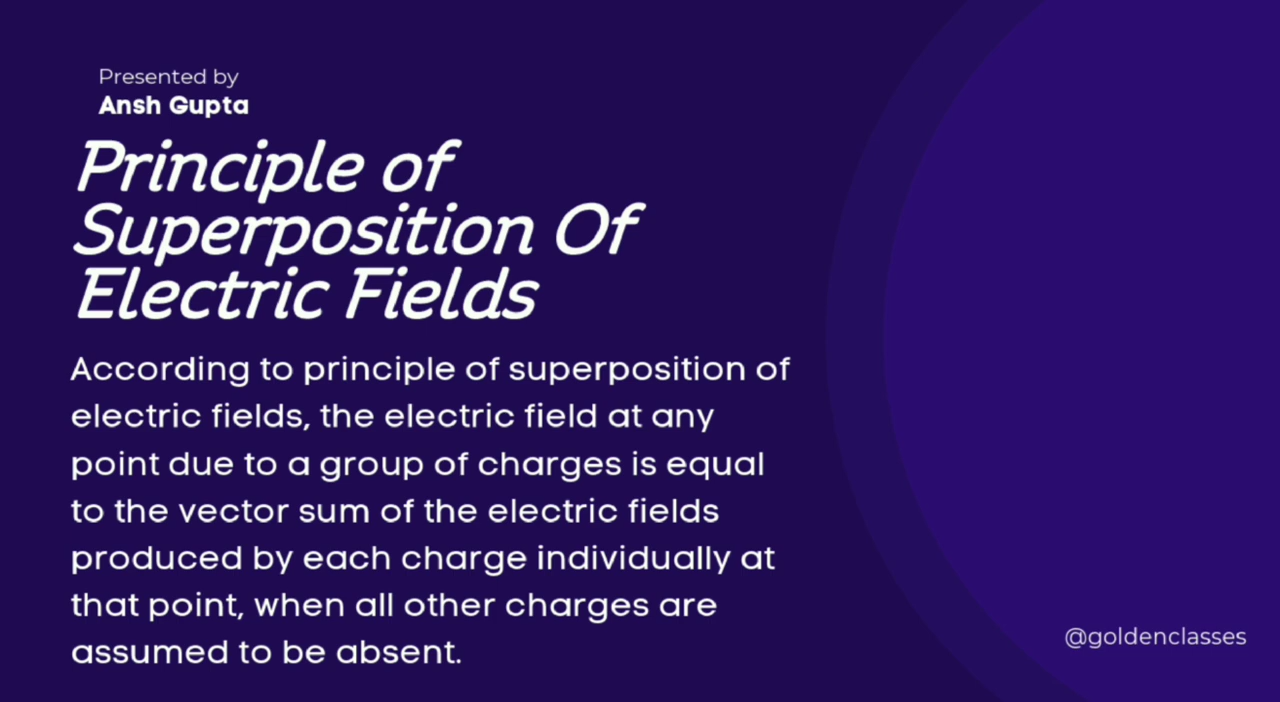 Presented by
Ansh Gupta
Principle of
Superposition Of
Electric Fields
According to principle of superposition of
electric fields, the electric field at any
point due to a group of charges is equal
to the vector sum of the electric fields
produced by each charge individually at
that point, when all other charges are
assumed to be absent.
@goldenclasses